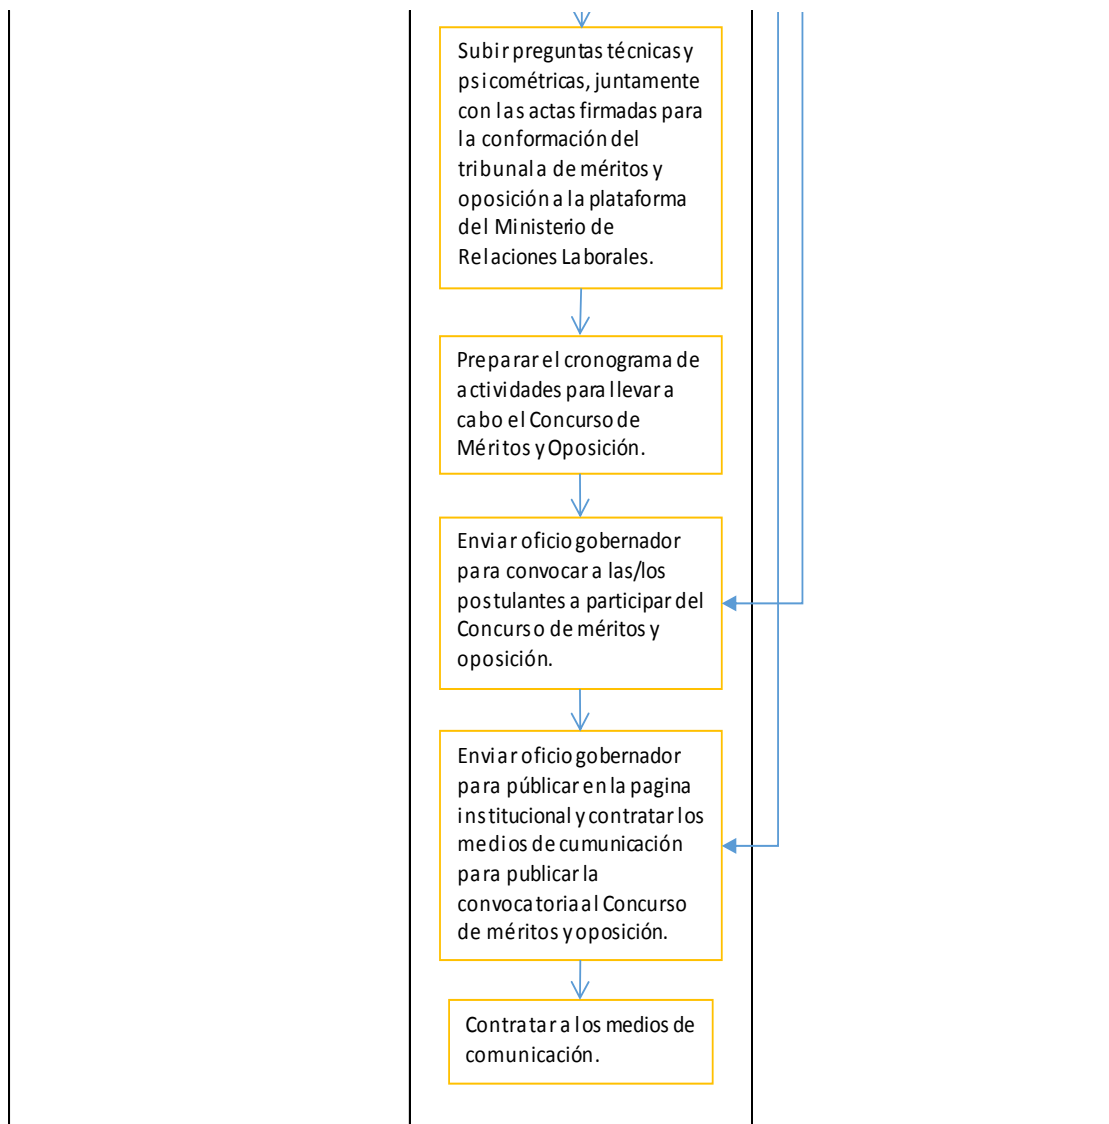 Subir preguntas técnicas y
psicométricas, juntamente
con las actas firmadas para
la conformación del
tribunala de méritos y
oposición a la plataforma
del Ministerio de
Relaciones Laborales.
Preparar el cronograma de
actividades para llevar a
cabo el Concurso de
Méritos y Oposición.
Enviar oficio gobernador
para convocar a las/los
postulantes a participar del
Concurso de méritos y
oposición.
Enviar oficio gobernador
para públicar en la pagina
institucional y contratar los
medios de cumunicación
para publicar la
convocatoria al Concurso
de méritos y oposición.
Contratar a los medios de
comunicación.